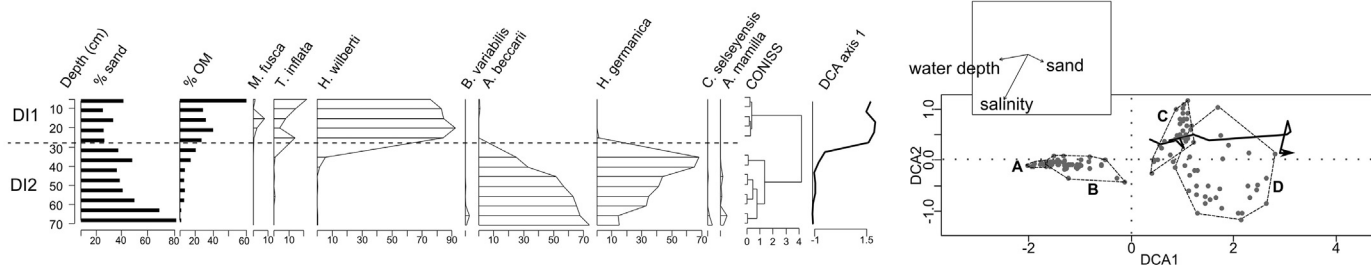 Depth (cm)
% sand
% OM
M. fusca
T. inflata
H. wilberti
B. variabilis
A. beccarii
H. germanica
C. selseyensis
A. mamilla
CONISS
DCA axis 1
DI1
DI2
10
20
30
40
50
60
70
20 40 60 80
20 40 60
10
10
10 30 50 70 90
10 30 50 70
10 30 50 70
0 1 2 3 4
-1 1.5
water depth
sand
salinity
1.0
0.0
-1.0
DCA2
A
B
C
D
-2 0 2 4
DCA1